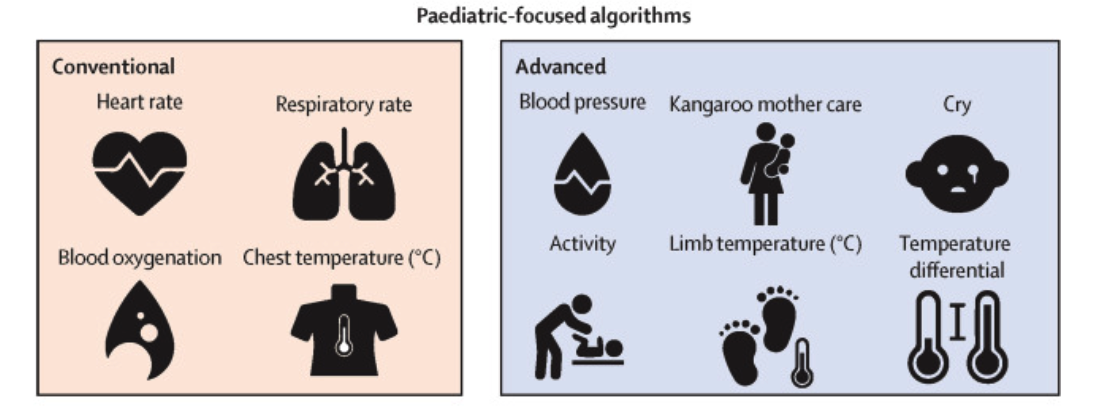 Paediatric-focused algorithms
Conventional
Heart rate
Respiratory rate
Blood oxygenation
Chest temperature (°C)
Advanced
Blood pressure
Kangaroo mother care
Cry
Activity
Limb temperature (°C)
Temperature
differential